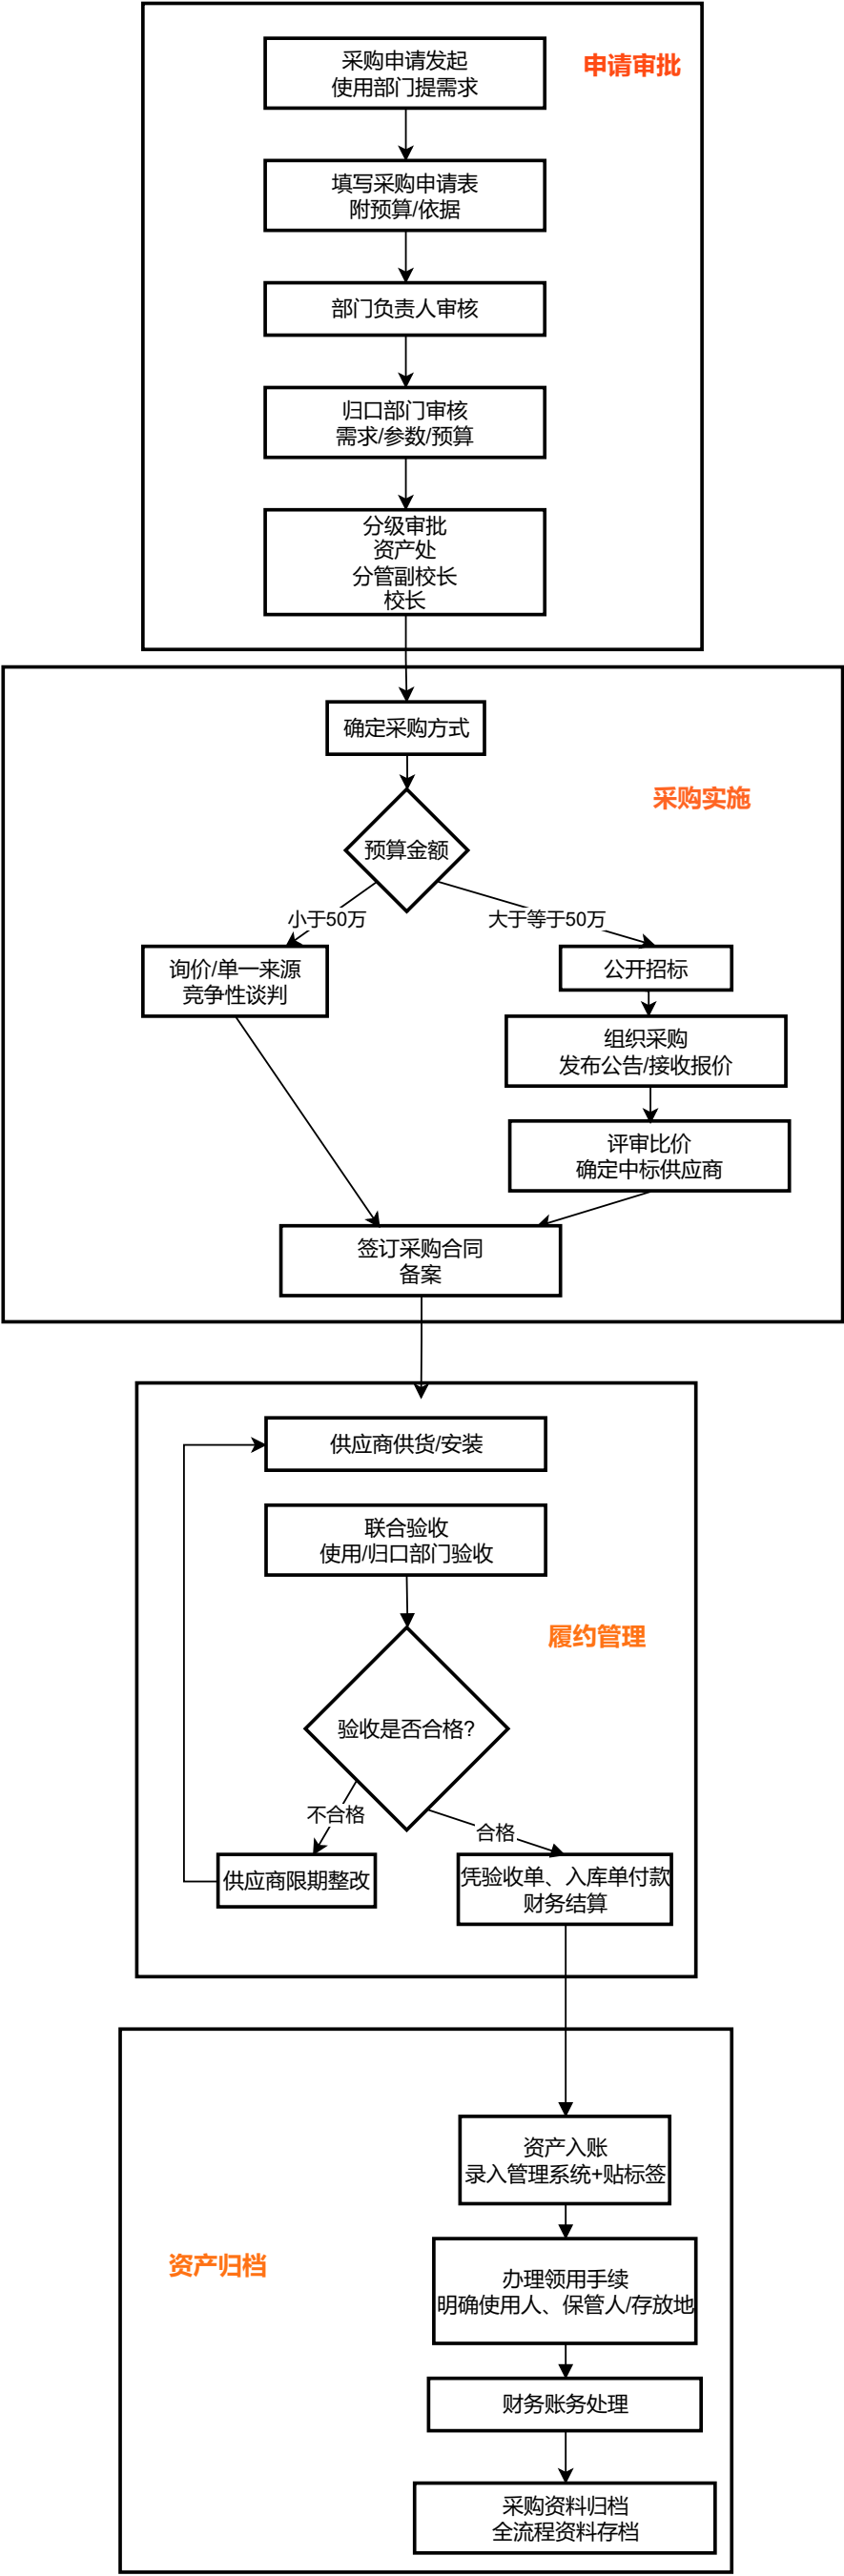 申请审批
采购申请发起
使用部门提需求
填写采购申请表
附预算/依据
部门负责人审核
归口部门审核
需求/参数/预算
分级审批
资产处
分管副校长
校长
确定采购方式
采购实施
预算金额
小于50万
大于等于50万
询价/单一来源
竞争性谈判
公开招标
组织采购
发布公告/接收报价
评审比价
确定中标供应商
签订采购合同
备案
供应商供货/安装
联合验收
使用/归口部门验收
履约管理
验收是否合格?
不合格
合格
供应商限期整改
凭验收单、入库单付款
财务结算
资产入账
录入管理系统+贴标签
资产归档
办理领用手续
明确使用人、保管人/存放地
财务账务处理
采购资料归档
全流程资料存档